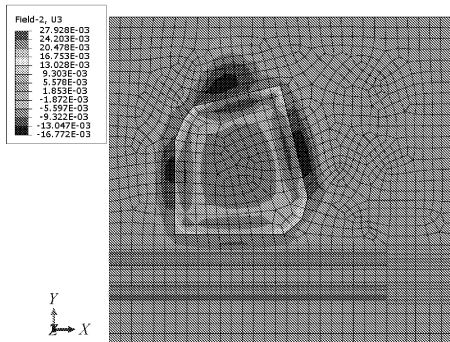 Field-2, U3
27.928E-03
24.203E-03
20.478E-03
16.753E-03
13.028E-03
9.303E-03
5.578E-03
1.853E-03
-1.872E-03
-5.597E-03
-9.322E-03
-13.047E-03
-16.772E-03
Y
Z X